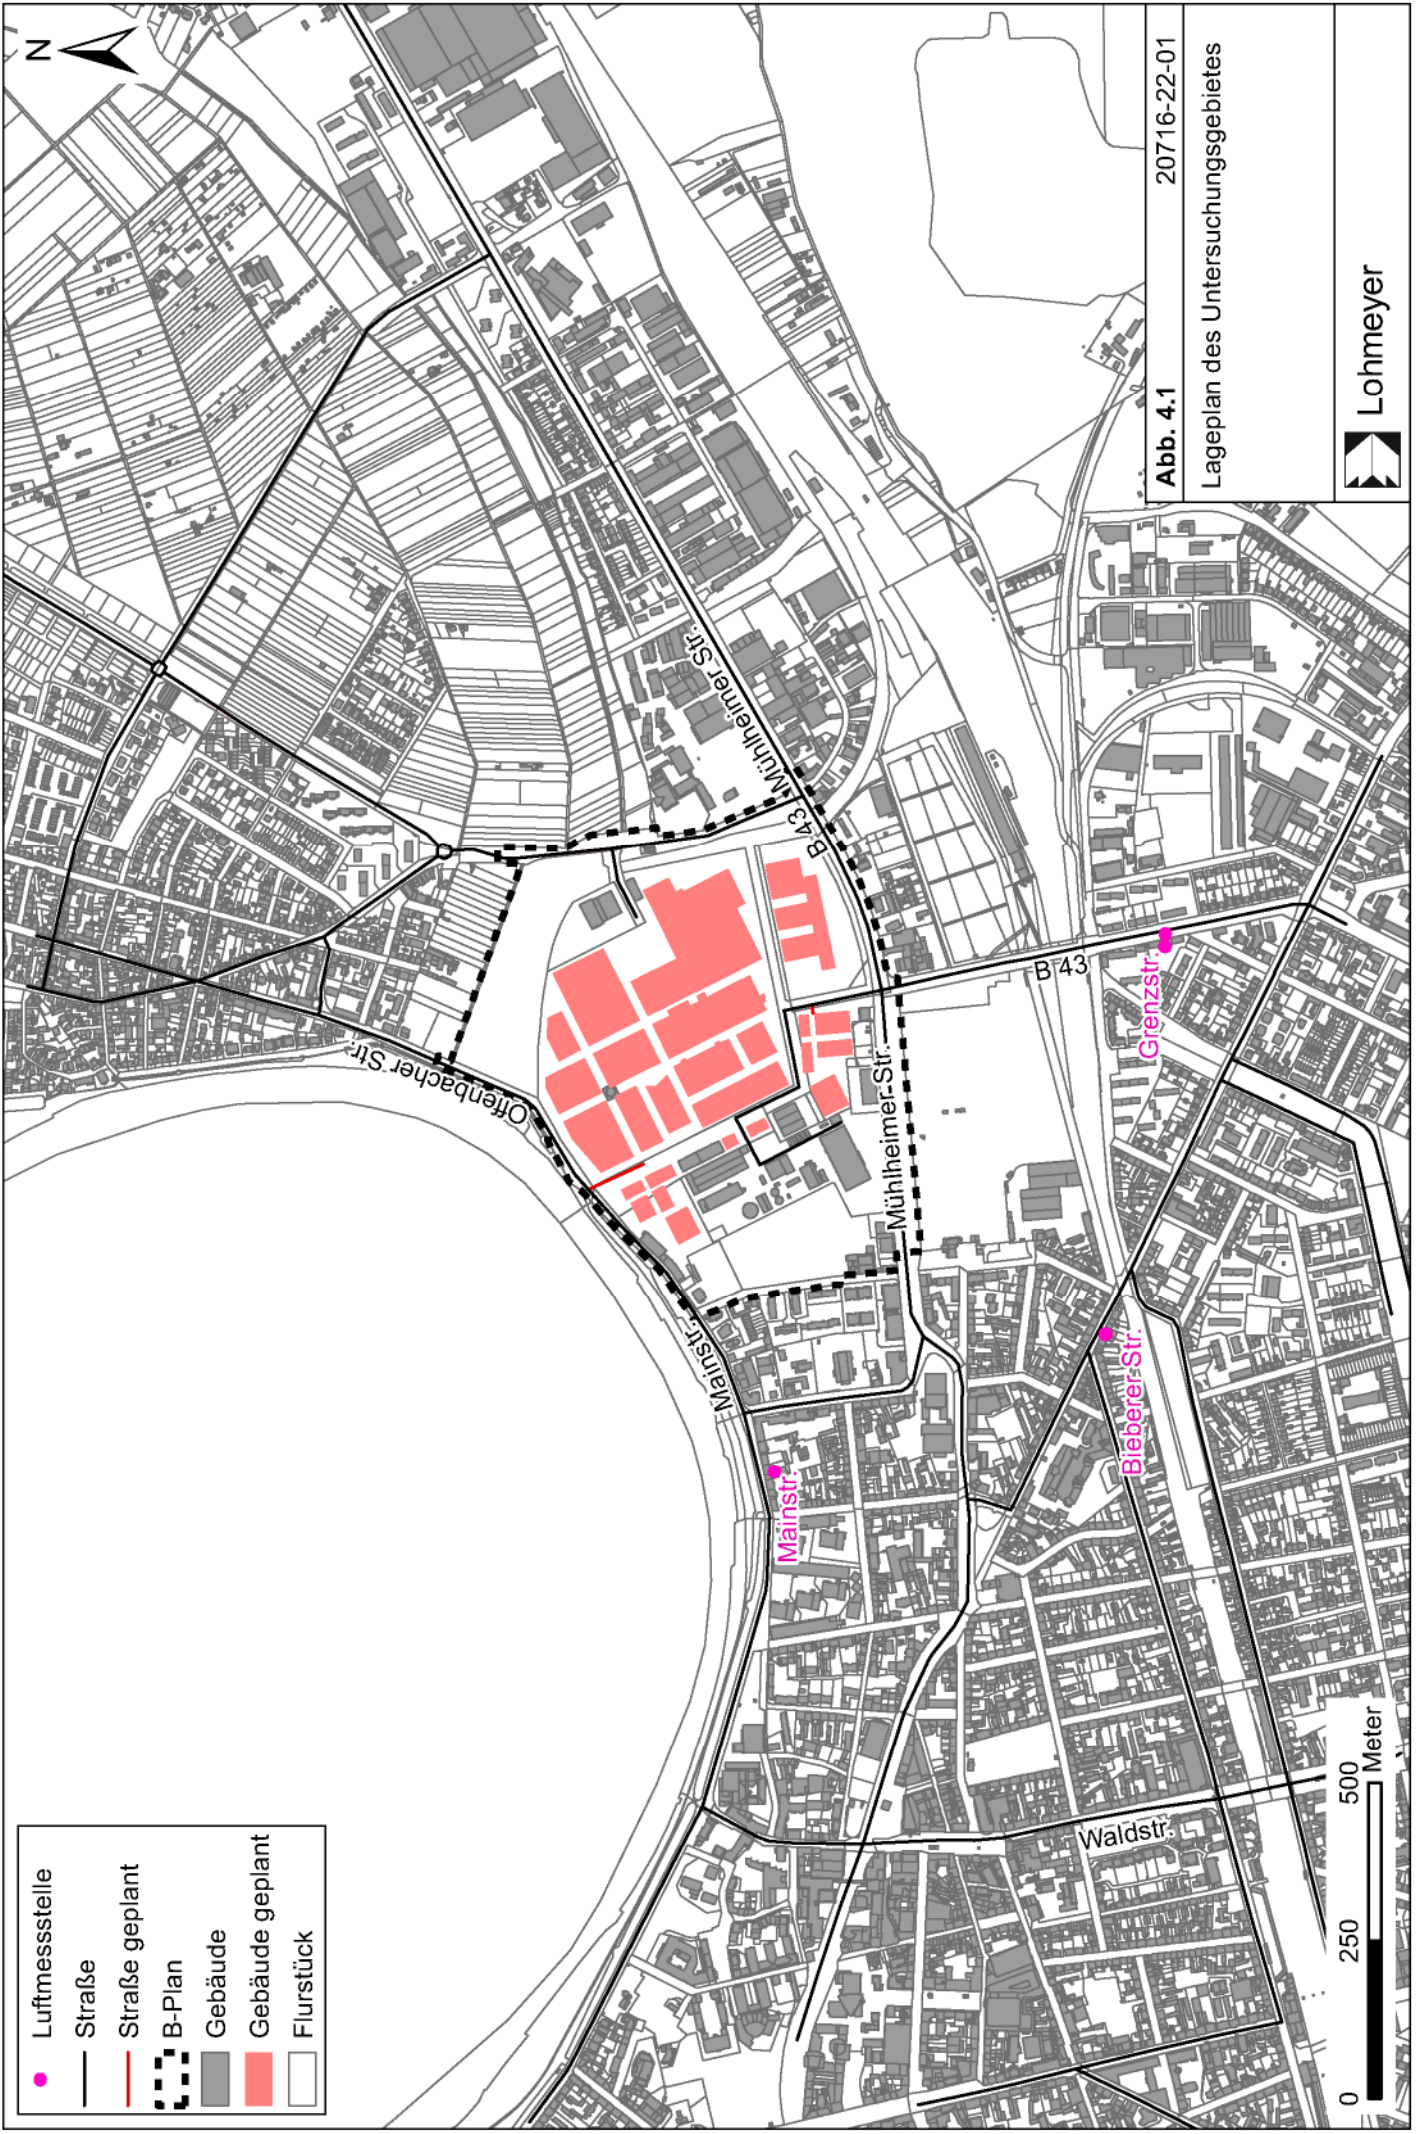 Luftmessstelle
Straße
Straße geplant
B-Plan
Gebäude
Gebäude geplant
Flurstück
N
Offenbacher Str.
Mainstr.
Mainstr.
Mühlheimer Str.
B 43
Mühlheimer Str.
B 43
Grenzstr.
Bieberer Str.
Waldstr.
0 250 500
Meter
Abb. 4.1 20716-22-01
Lageplan des Untersuchungsgebietes
Lohmeyer